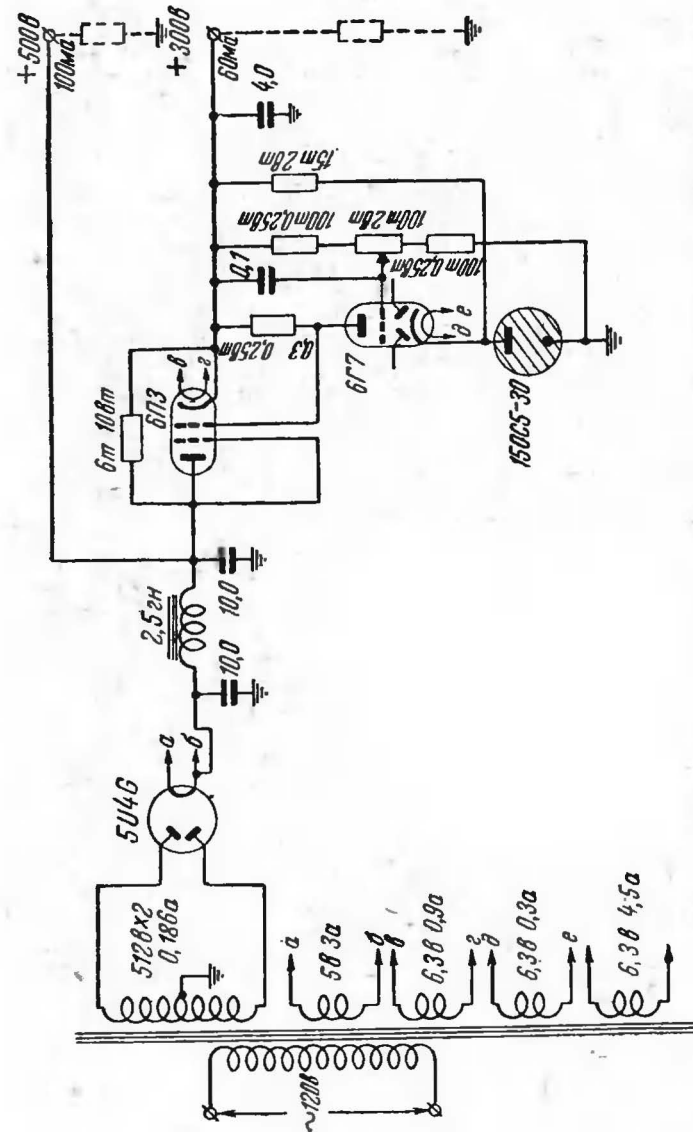 +500в
100ма
+300в
60ма
4,0
15т 2вт
100т 0,25вт
100т 2вт
100т 0,25вт
0,1
0,25вт
0,3
6Г7
д
е
150С5-30
6т 10вт
6П3
в
г
2,5гн
10,0
10,0
5U4G
а
б
512в×2
0,186а
а
5в 3а
б
в
6,3в 0,9а
г
д
6,3в 0,3а
е
6,3в 4,5а
~120в